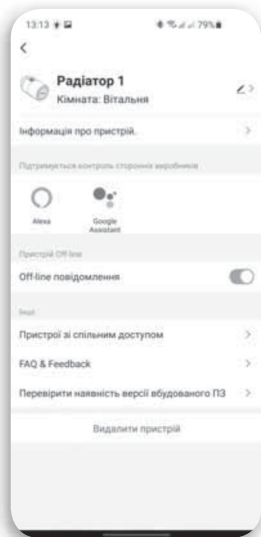 13:13
79%
Радіатор 1
Кімната: Вітальня
Інформація про пристрій.
Підтримується контроль сторонніх виробників
Alexa
Google Assistant
Пристрій Off-line
Off-line повідомлення
Інші
Пристрої зі спільним доступом
FAQ & Feedback
Перевірити наявність версії вбудованого ПЗ
Видалити пристрій